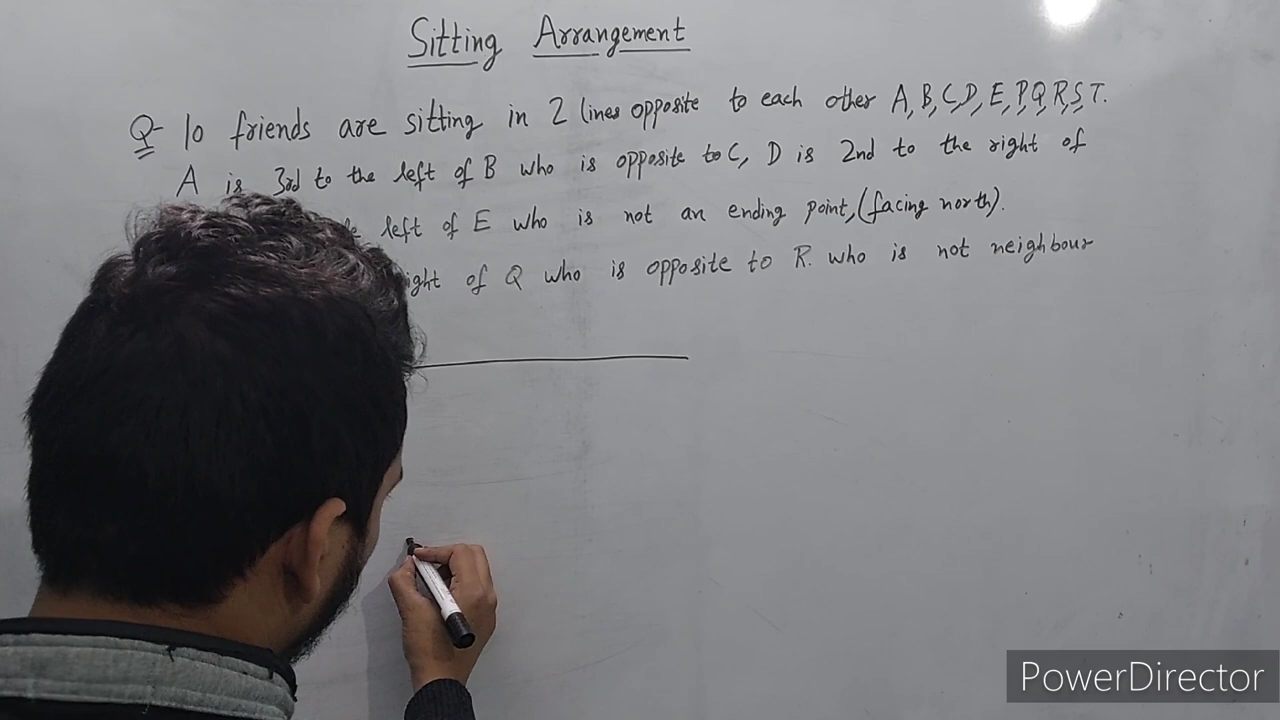 Sitting Arrangement
Q- 10 friends are sitting in 2 lines opposite to each other A, B, C, D, E, P, Q, R, S, T.
A is 3rd to the left of B who is opposite to C, D is 2nd to the right of
left of E who is not an ending point, (facing north).
of Q who is opposite to R. who is not neighbour
PowerDirector